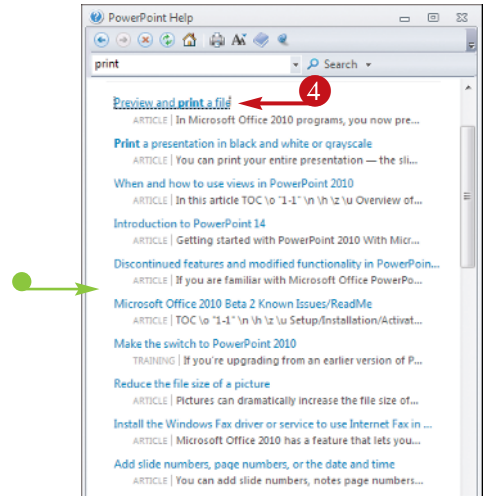 PowerPoint Help
print
Search
4
Preview and print a file
ARTICLE | In Microsoft Office 2010 programs, you now pre...
Print a presentation in black and white or grayscale
ARTICLE | You can print your entire presentation — the sli...
When and how to use views in PowerPoint 2010
ARTICLE | In this article TOC \o "1-1" \n \h \z \u Overview of...
Introduction to PowerPoint 14
ARTICLE | Getting started with PowerPoint 2010 With Micr...
Discontinued features and modified functionality in PowerPoin...
ARTICLE | If you are familiar with Microsoft Office PowerPo...
Microsoft Office 2010 Beta 2 Known Issues/ReadMe
ARTICLE | TOC \o "1-1" \n \h \z \u Setup/Installation/Activat...
Make the switch to PowerPoint 2010
TRAINING | If you're upgrading from an earlier version of P...
Reduce the file size of a picture
ARTICLE | Pictures can dramatically increase the file size of...
Install the Windows Fax driver or service to use Internet Fax in ...
ARTICLE | Microsoft Office 2010 has a feature that lets you...
Add slide numbers, page numbers, or the date and time
ARTICLE | You can add slide numbers, notes page numbers...